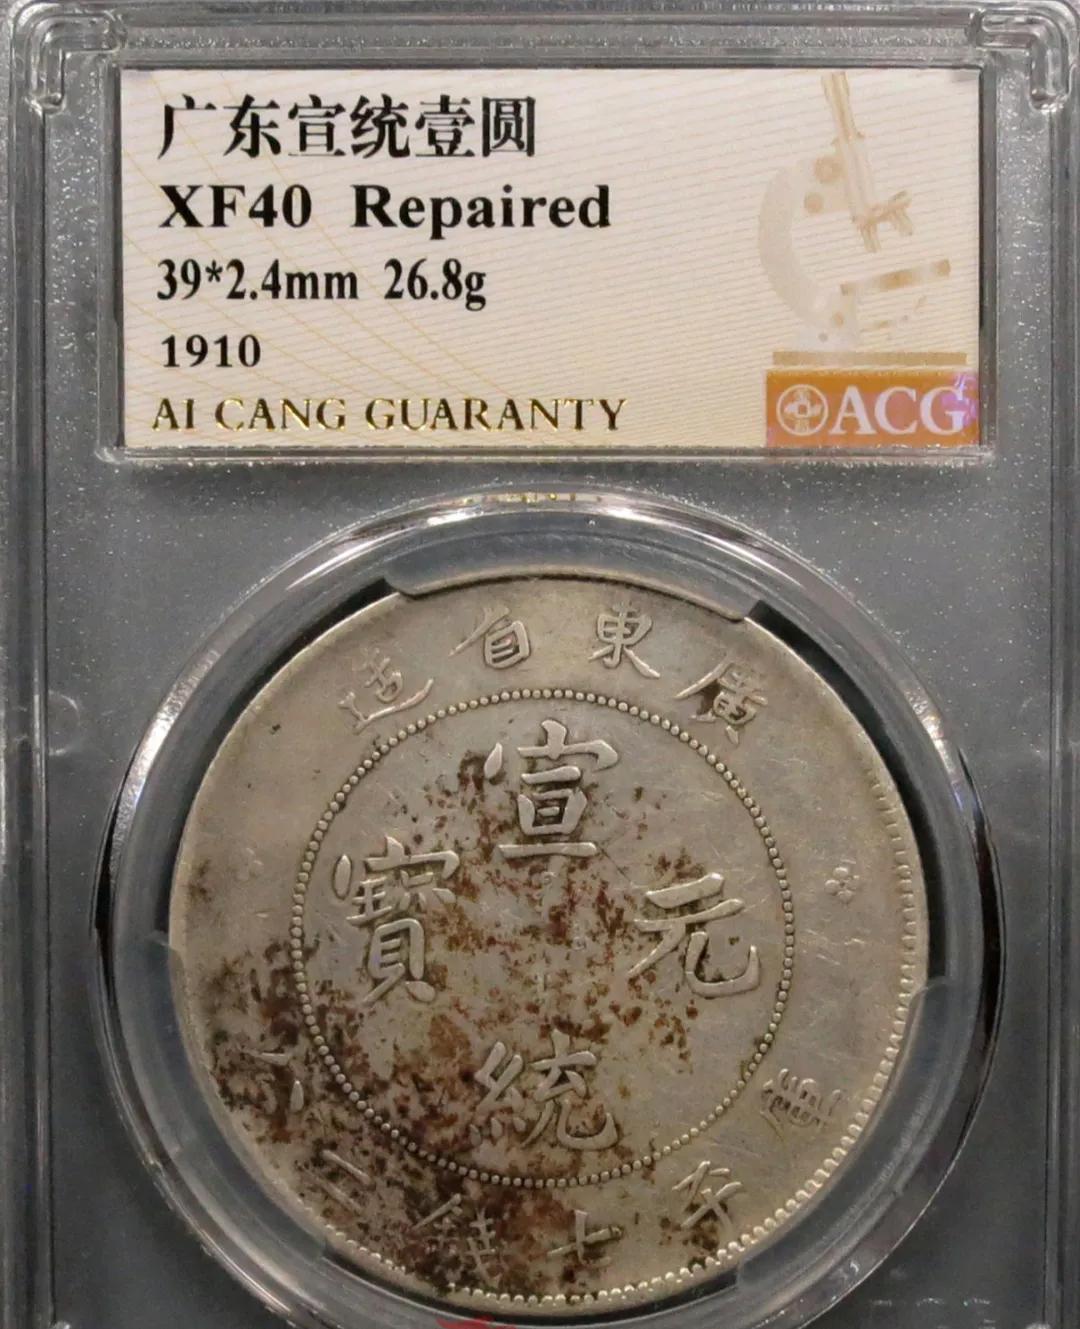 广东宣统壹圆
XF40 Repaired
39*2.4mm 26.8g
1910
AI CANG GUARANTY
ACG
廣東省造
宣統元寶
庫平七錢二分